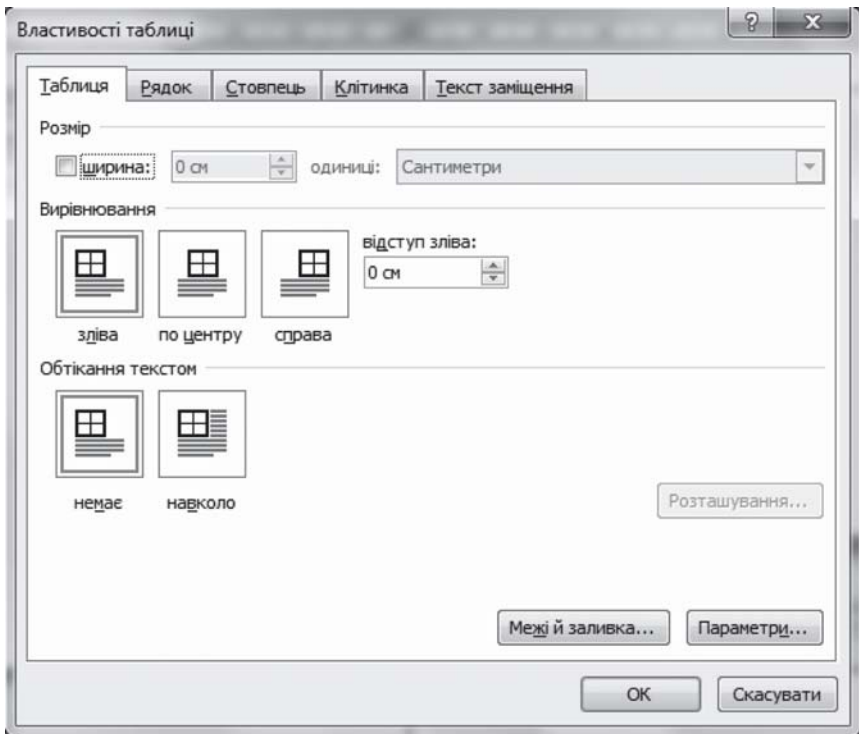 Властивості таблиці
Таблиця Рядок Стовпець Клітинка Текст заміщення
Розмір
ширина: 0 см одиниці: Сантиметри
Вирівнювання
відступ зліва:
0 см
зліва по центру справа
Обтікання текстом
немає навколо
Розташування...
Межі й заливка... Параметри...
ОК Скасувати